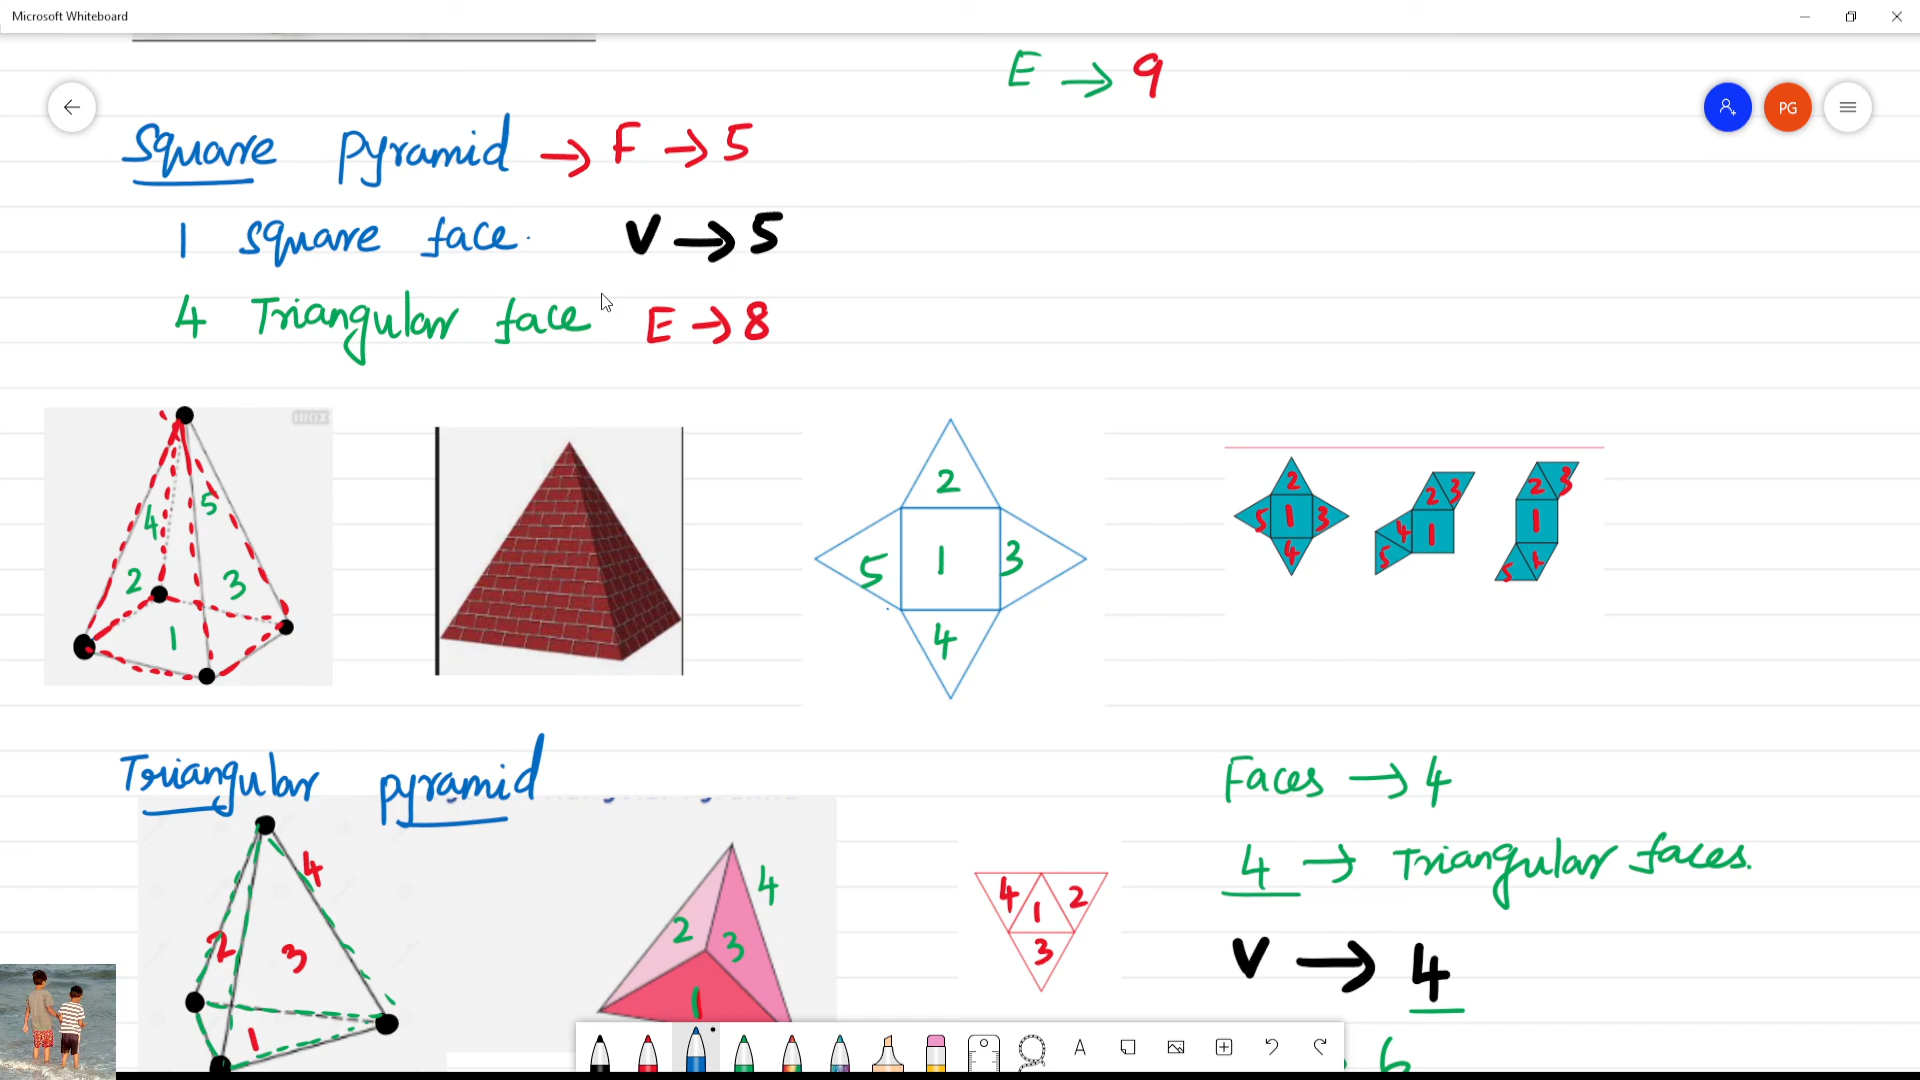 Microsoft Whiteboard
E → 9
PG
Square pyramid → F → 5
1 square face. V → 5
4 Triangular face E → 8
HIOX
4 5
2 3
1
2
5 1 3
4
2
5 1 3
4
2 3
4 1
5
2 3
1
5
Triangular pyramid
Faces → 4
4 → Triangular faces.
V → 4
6
4
2 3
1
4
2 3
1
4 1 2
3
A